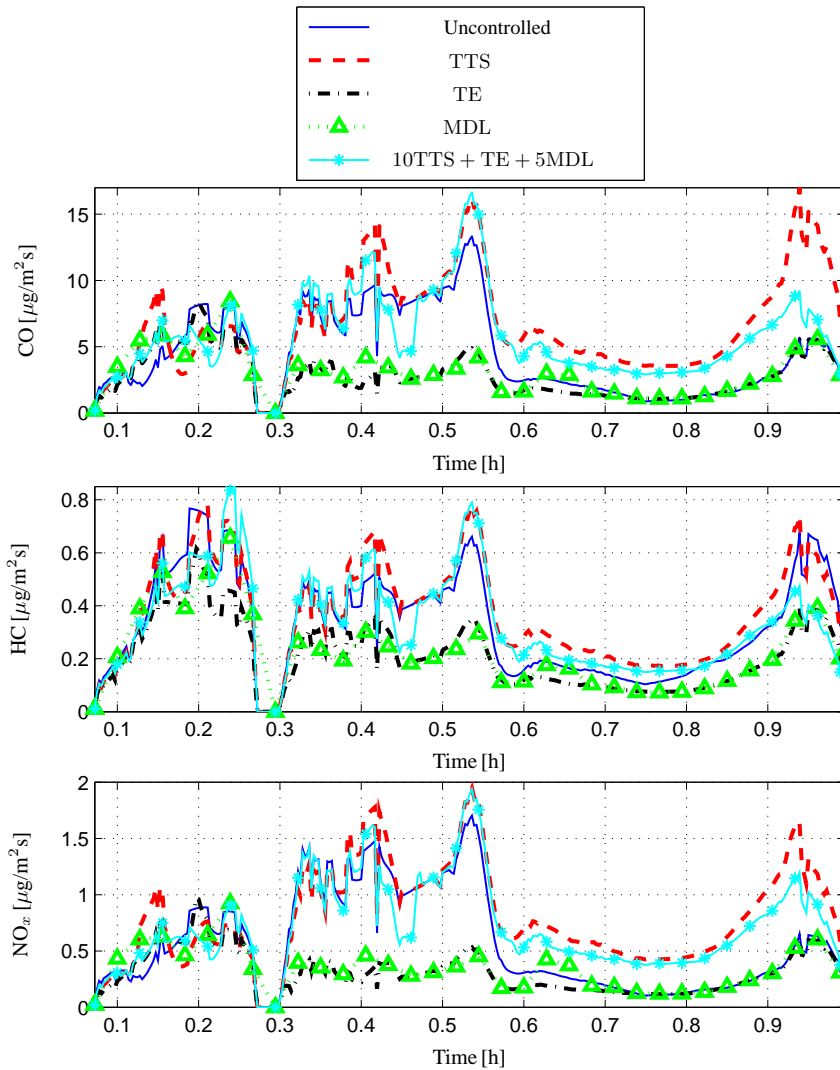 Uncontrolled
TTS
TE
MDL
10TTS + TE + 5MDL
15
10
5
0
CO [μg/m² s]
0.1 0.2 0.3 0.4 0.5 0.6 0.7 0.8 0.9
Time [h]
0.8
0.6
0.4
0.2
0
HC [μg/m² s]
0.1 0.2 0.3 0.4 0.5 0.6 0.7 0.8 0.9
Time [h]
2
1.5
1
0.5
0
NOₓ [μg/m² s]
0.1 0.2 0.3 0.4 0.5 0.6 0.7 0.8 0.9
Time [h]